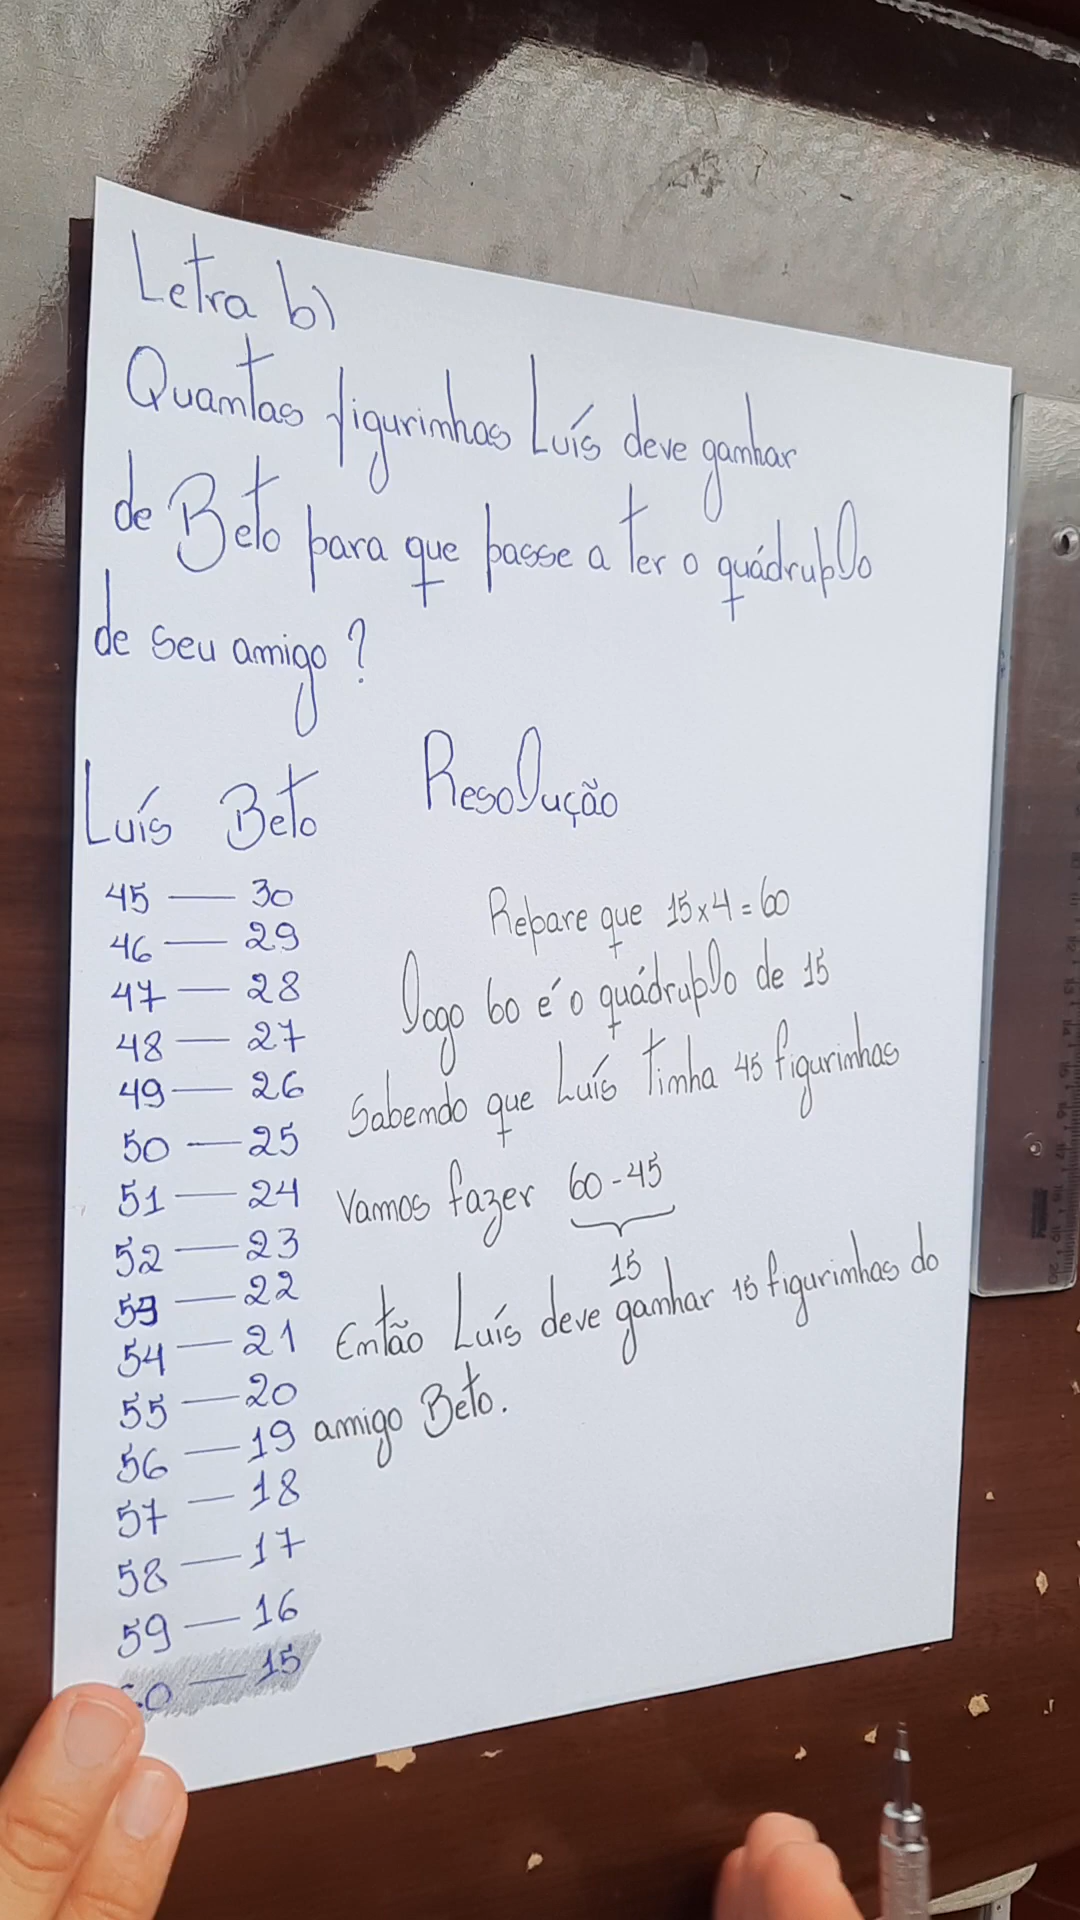 Letra b)
Quantas figurinhas Luís deve ganhar
de Beto para que passe a ter o quádruplo
de seu amigo?
Luís Beto
45 — 30
46 — 29
47 — 28
48 — 27
49 — 26
50 — 25
51 — 24
52 — 23
53 — 22
54 — 21
55 — 20
56 — 19
57 — 18
58 — 17
59 — 16
0 — 15
Resolução
Repare que 15x4=60
logo 60 é o quádruplo de 15
Sabendo que Luís tinha 45 figurinhas
Vamos fazer 60-45
15
Então Luís deve ganhar 15 figurinhas do
amigo Beto.